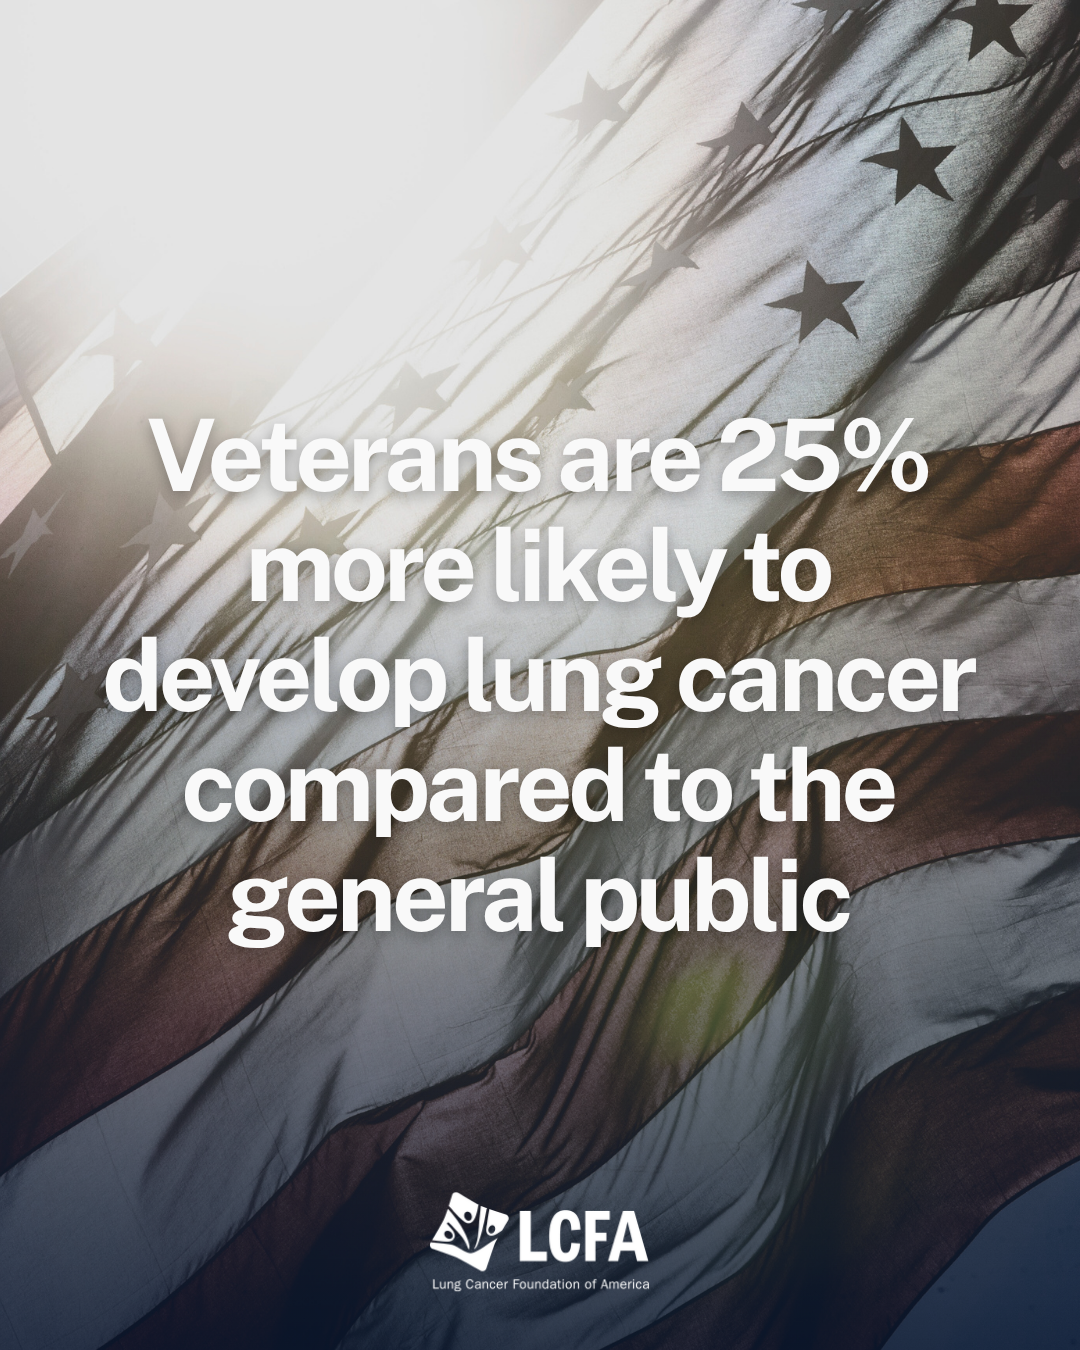 Veterans are 25%
more likely to
develop lung cancer
compared to the
general public
LCFA
Lung Cancer Foundation of America